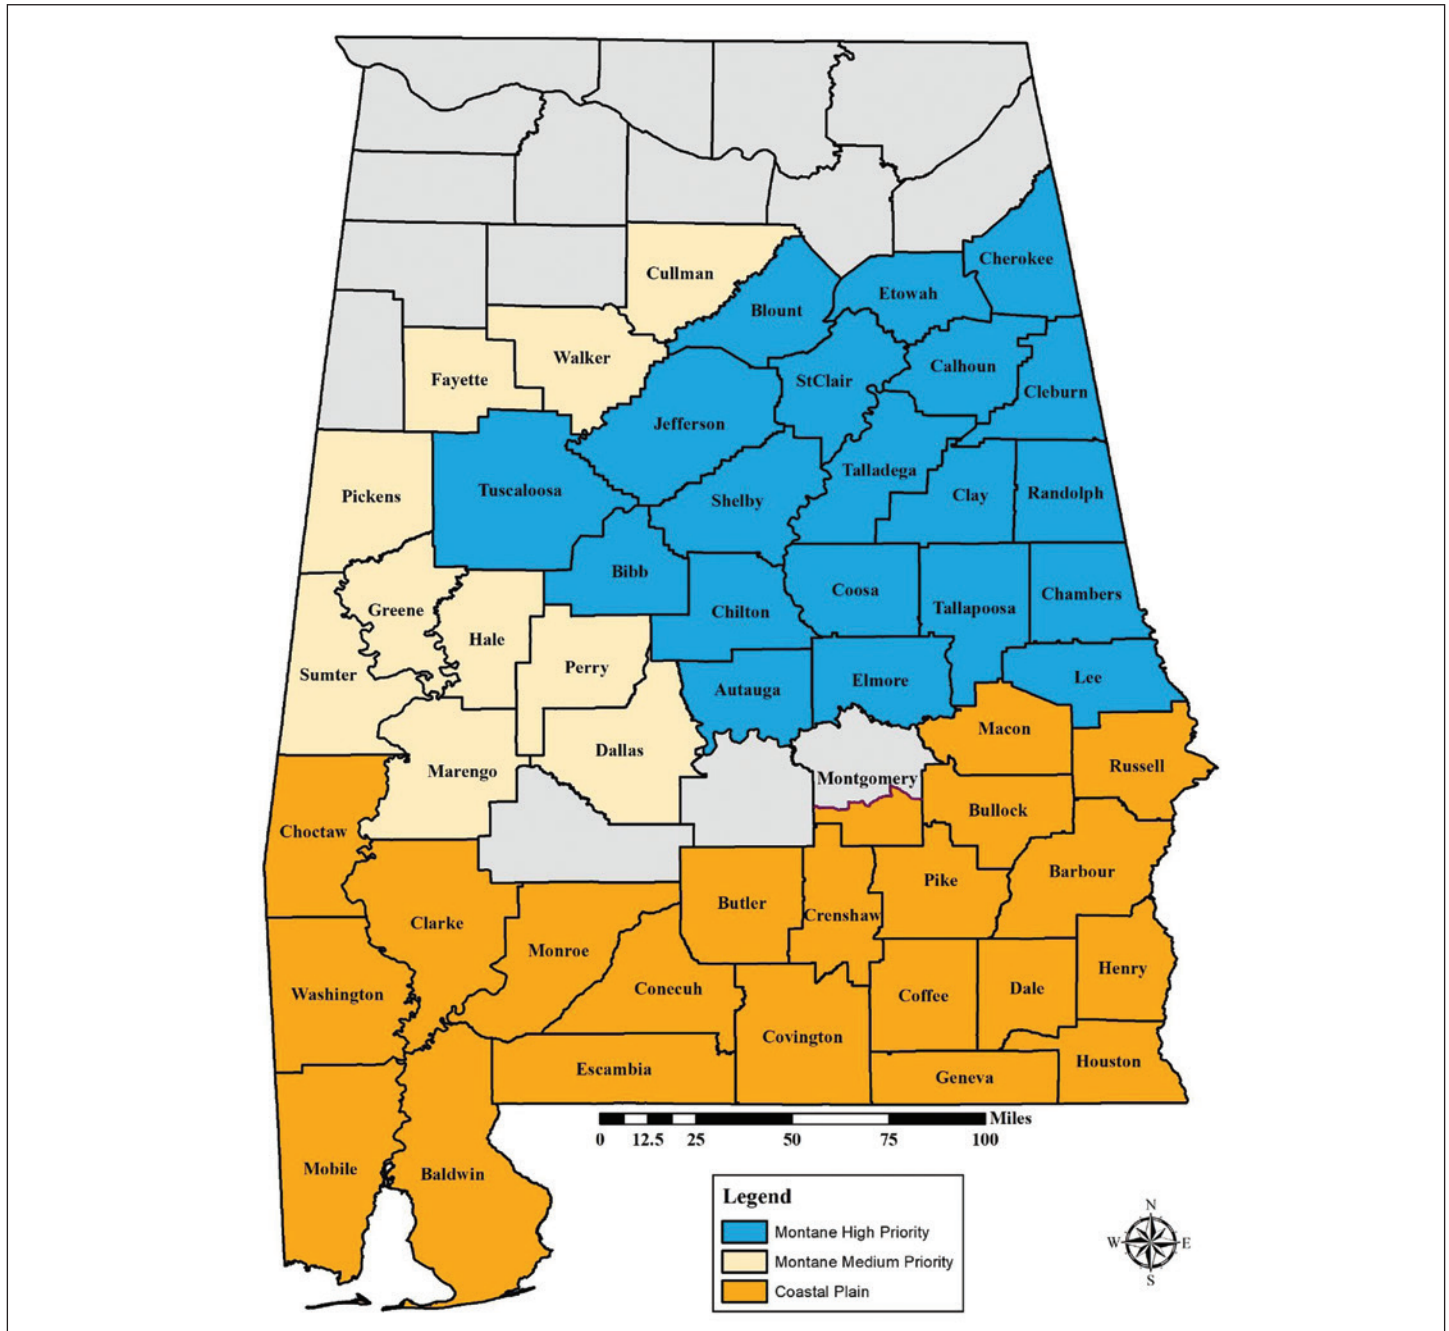 Cherokee
Cullman
Etowah
Blount
Walker
Calhoun
Fayette
StClair
Cleburn
Jefferson
Talladega
Tuscaloosa
Pickens
Shelby
Clay
Randolph
Bibb
Coosa
Chambers
Greene
Chilton
Tallapoosa
Hale
Perry
Sumter
Elmore
Lee
Autauga
Macon
Dallas
Marengo
Montgomery
Russell
Bullock
Choctaw
Barbour
Pike
Butler
Crenshaw
Clarke
Monroe
Henry
Conecuh
Dale
Washington
Coffee
Covington
Escambia
Geneva
Houston
Miles
0 12.5 25 50 75 100
Mobile
Baldwin
Legend
Montane High Priority
Montane Medium Priority
Coastal Plain
N
W E
S